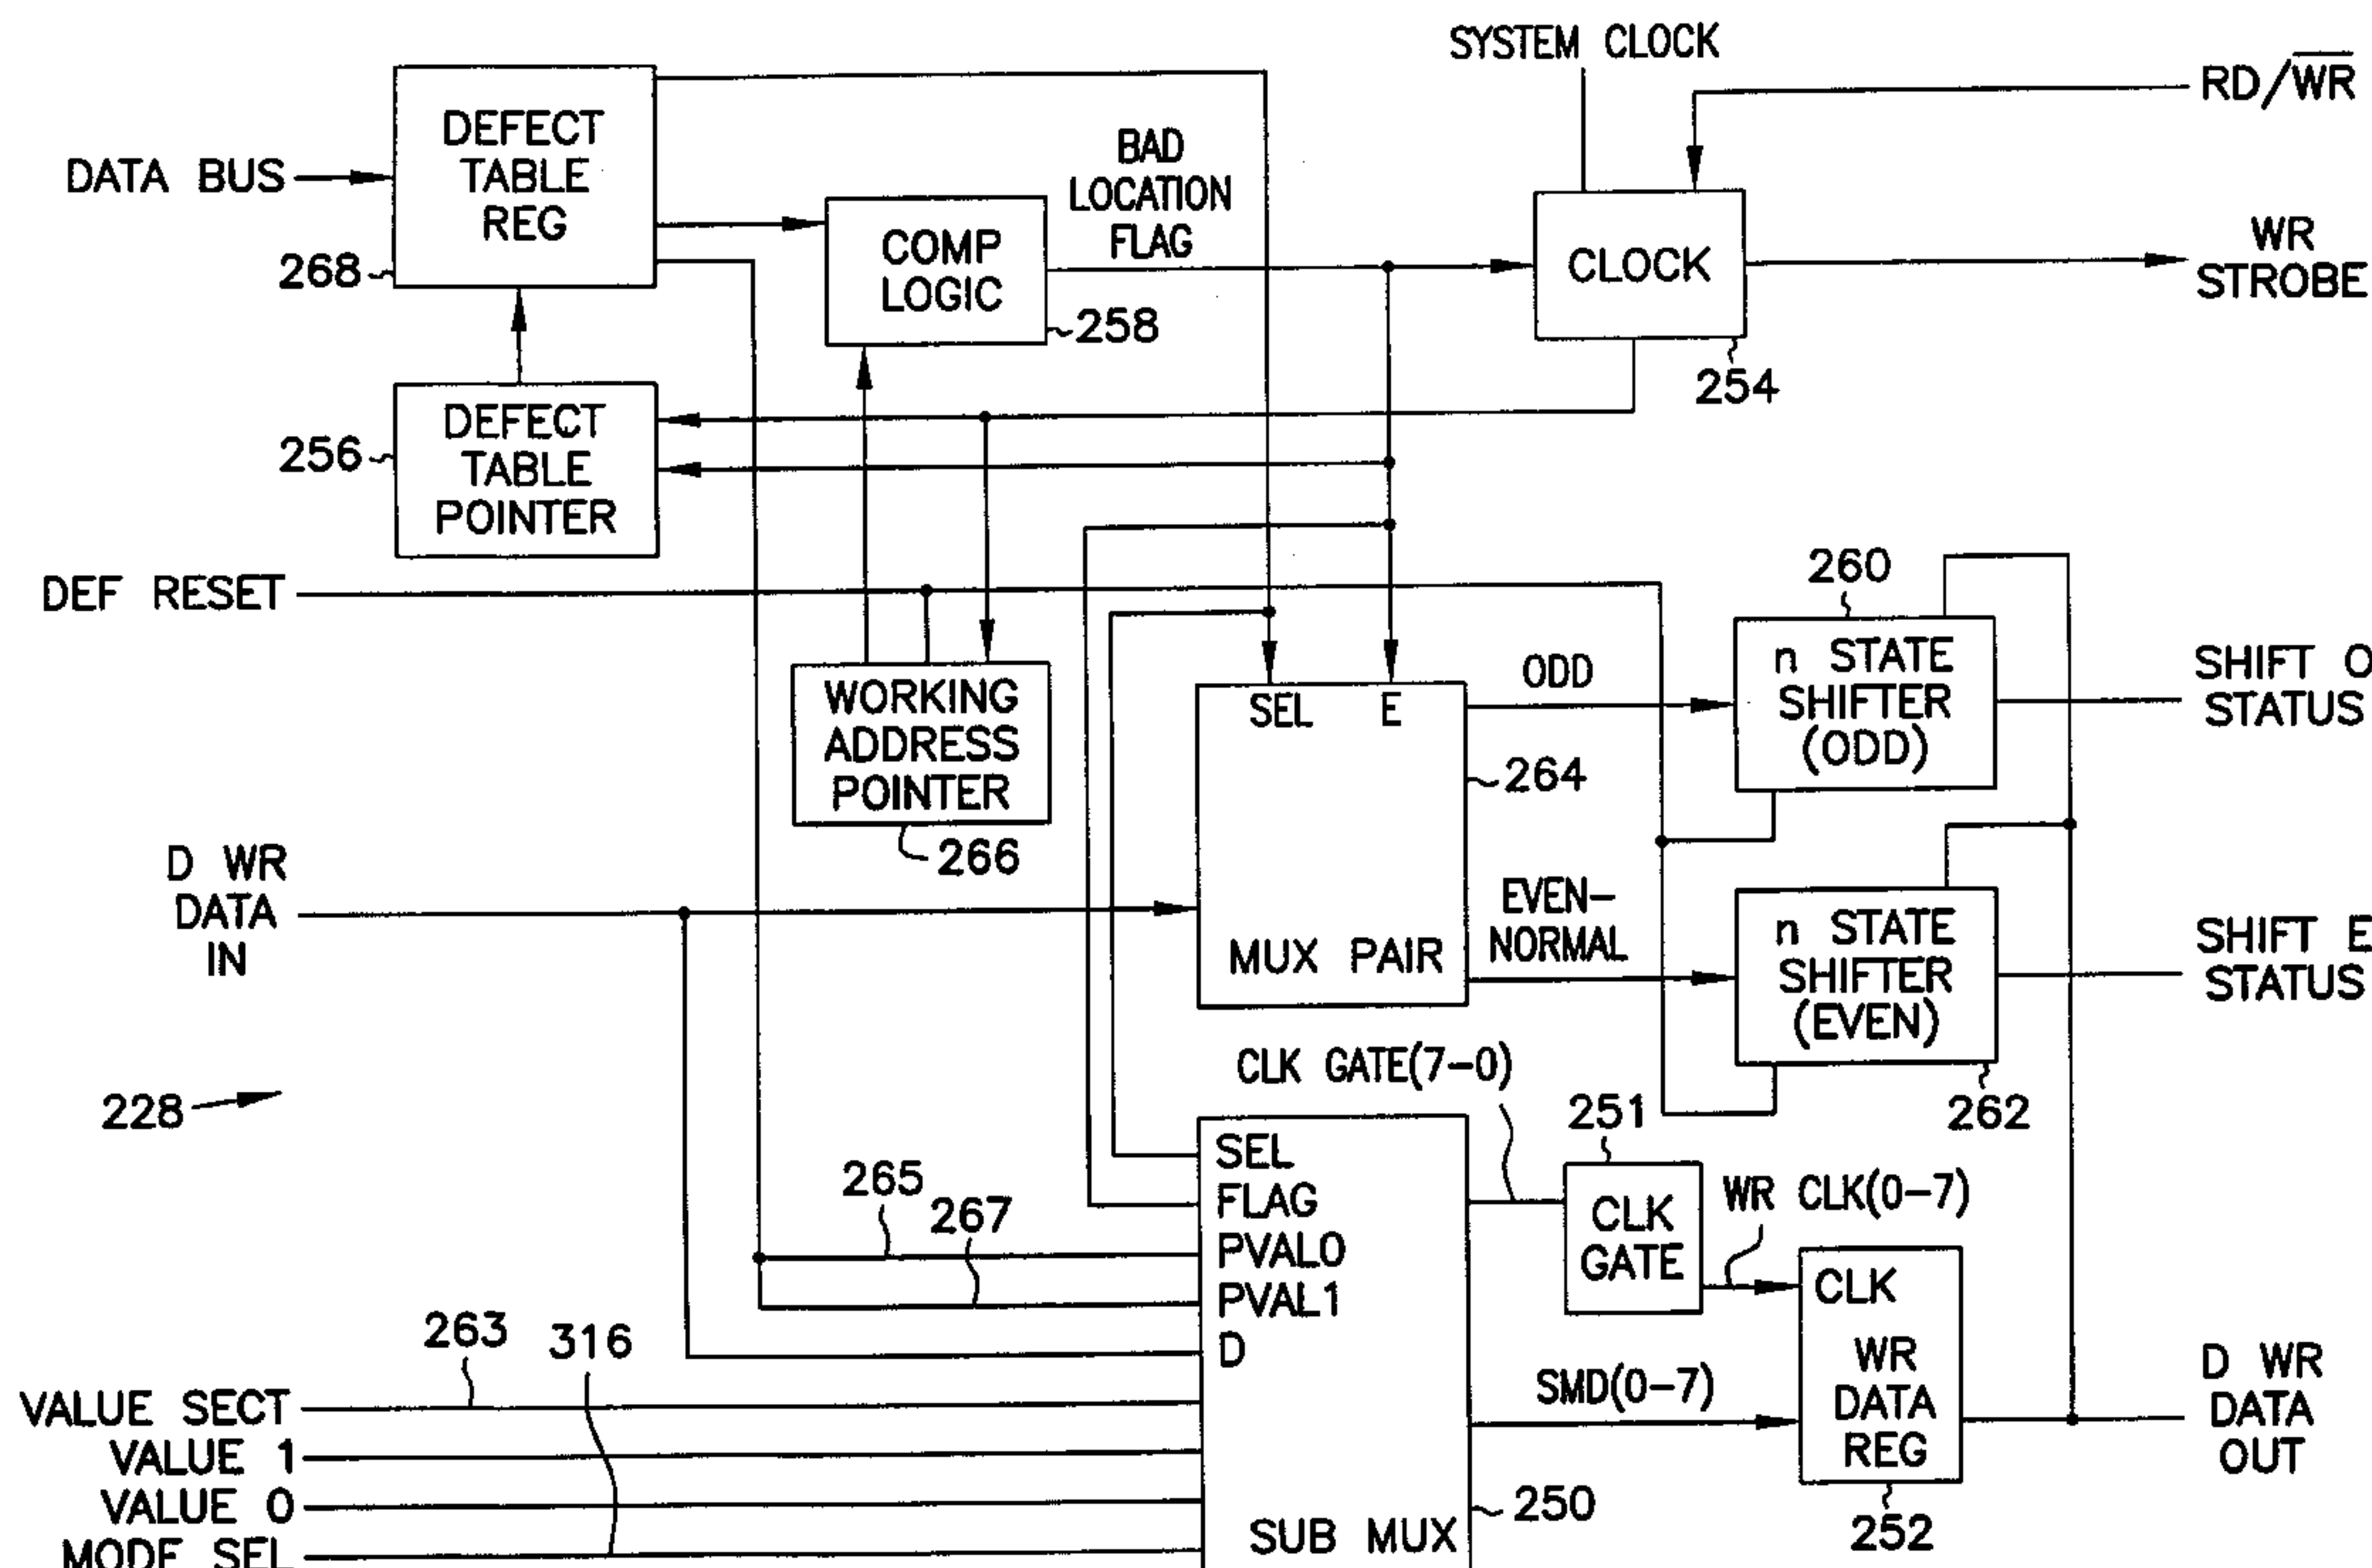 SYSTEM CLOCK
RD/WR
DEFECT
TABLE
REG
DATA BUS
268
COMP
LOGIC
258
BAD
LOCATION
FLAG
CLOCK
254
WR
STROBE
DEFECT
TABLE
POINTER
256
DEF RESET
WORKING
ADDRESS
POINTER
266
SEL E
MUX PAIR
264
ODD
EVEN-
NORMAL
260
n STATE
SHIFTER
(ODD)
SHIFT O
STATUS
n STATE
SHIFTER
(EVEN)
262
SHIFT E
STATUS
D WR
DATA
IN
228
CLK GATE(7-0)
251
CLK
GATE
WR CLK(0-7)
SEL
FLAG
PVAL0
PVAL1
D
265
267
263
316
VALUE SECT
VALUE 1
VALUE 0
MODE SEL
SUB MUX
250
SMD(0-7)
CLK
WR
DATA
REG
252
D WR
DATA
OUT